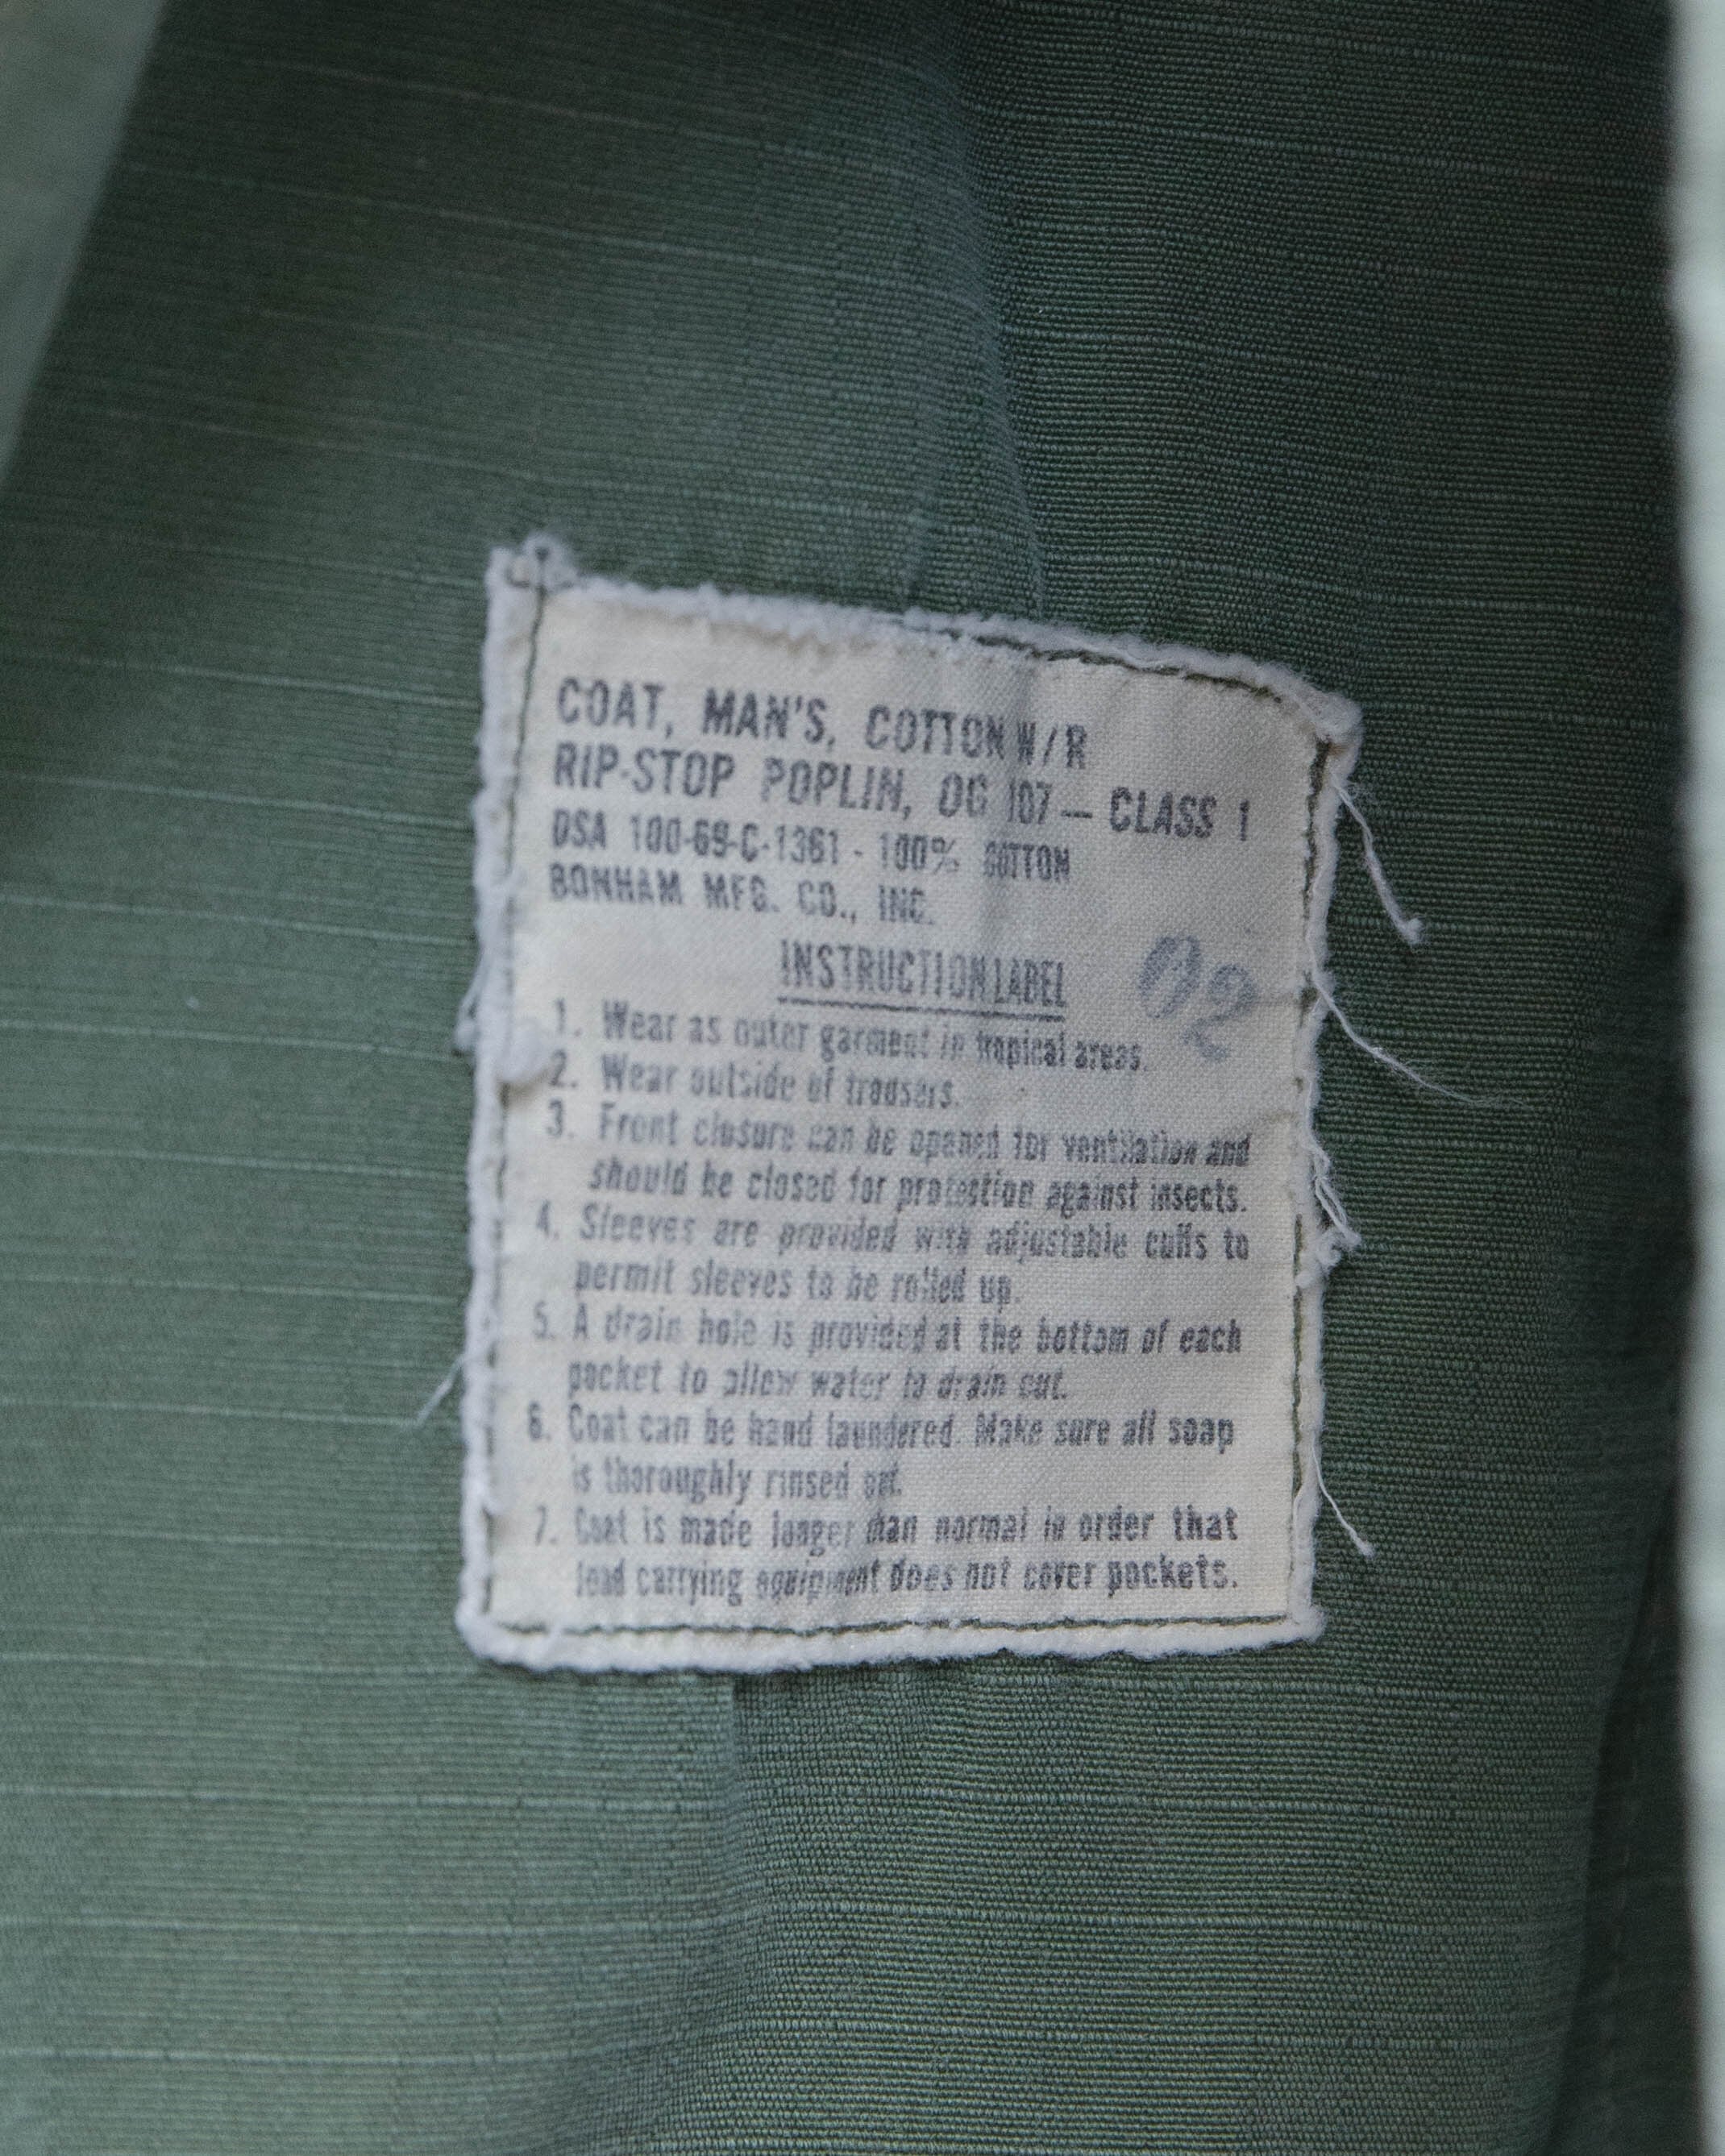 COAT, MAN'S, COTTON W/R
RIP-STOP POPLIN, OG 107 — CLASS 1
DSA 100-69-C-1361 - 100% COTTON
BONHAM MFG. CO., INC.
INSTRUCTION LABEL
02
1. Wear as outer garment in tropical areas.
2. Wear outside of trousers.
3. Front closure can be opened for ventilation and
should be closed for protection against insects.
4. Sleeves are provided with adjustable cuffs to
permit sleeves to be rolled up.
5. A drain hole is provided at the bottom of each
pocket to allow water to drain out.
6. Coat can be hand laundered. Make sure all soap
is thoroughly rinsed out.
7. Coat is made longer than normal in order that
load carrying equipment does not cover pockets.